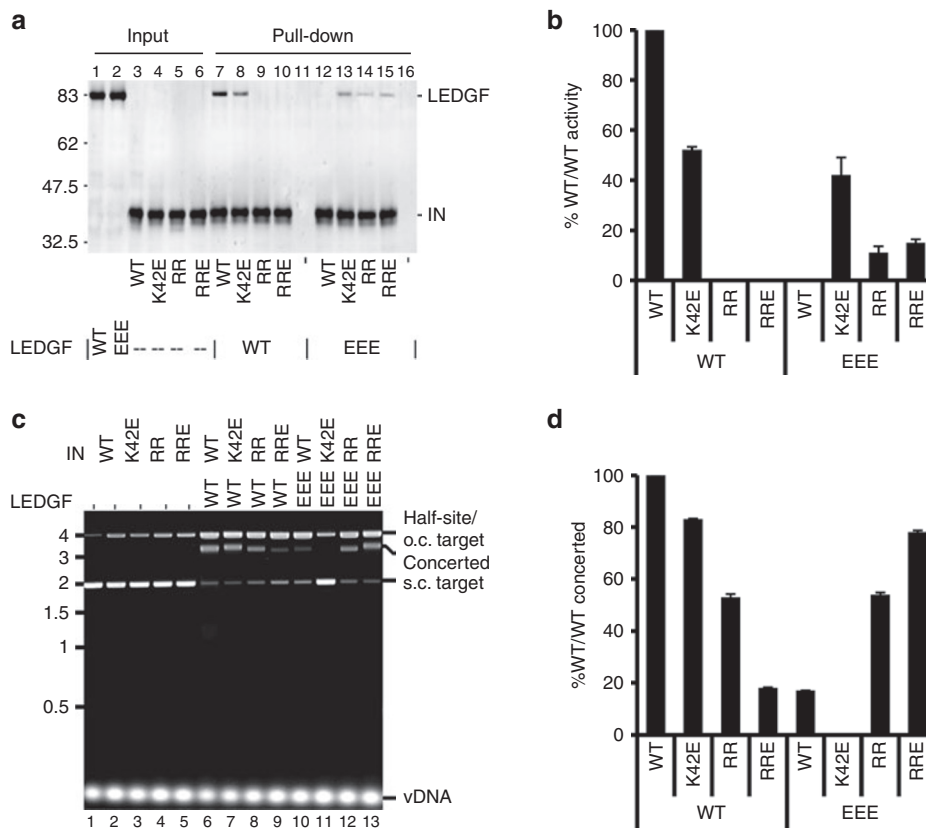 a
Input Pull-down
1 2 3 4 5 6 7 8 9 10 11 12 13 14 15 16
83
62
47.5
32.5
LEDGF
IN
WT K42E RR RRE WT K42E RR RRE WT K42E RR RRE
LEDGF WT EEE -- -- -- -- WT EEE
b
% WT/WT activity
100
80
60
40
20
0
WT K42E RR RRE WT K42E RR RRE
WT EEE
c
IN - WT K42E RR RRE WT K42E RR RRE WT K42E RR RRE
LEDGF - - - - - WT WT WT WT EEE EEE EEE EEE
4
3
2
1.5
1
0.5
Half-site/
o.c. target
Concerted
s.c. target
vDNA
1 2 3 4 5 6 7 8 9 10 11 12 13
d
%WT/WT concerted
100
80
60
40
20
0
WT K42E RR RRE WT K42E RR RRE
WT EEE